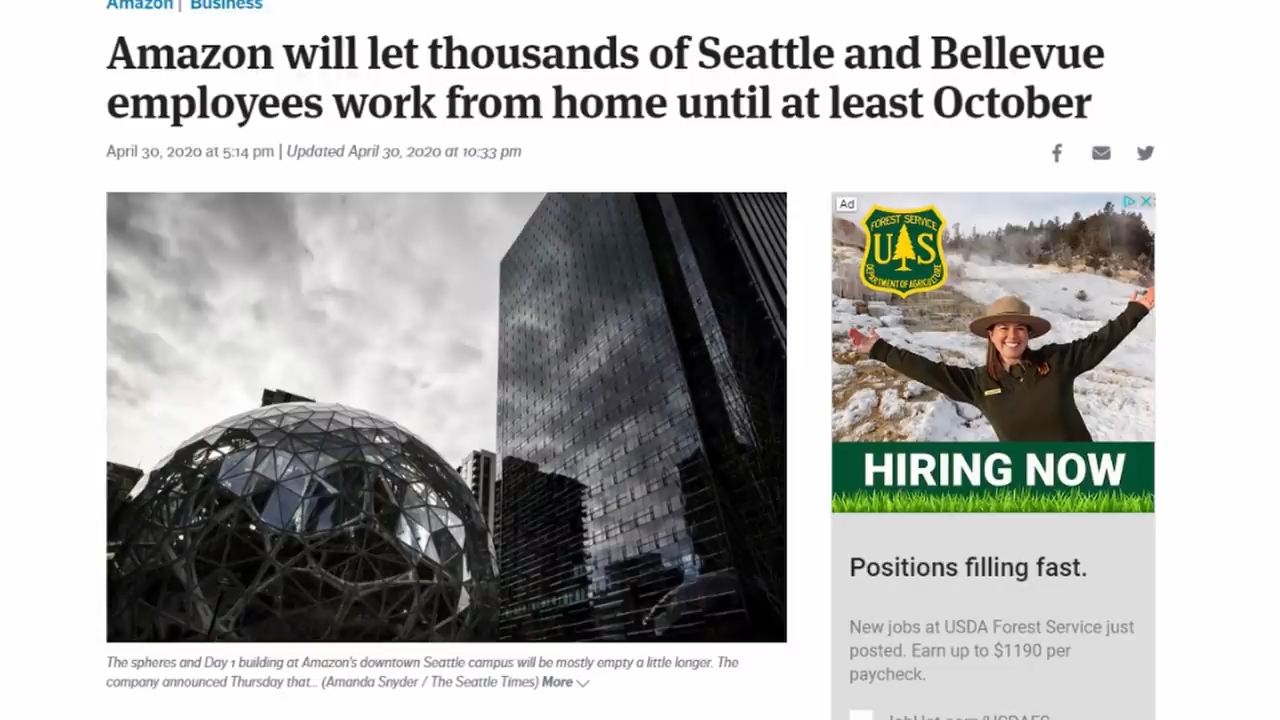 Amazon | Business
Amazon will let thousands of Seattle and Bellevue
employees work from home until at least October
April 30, 2020 at 5:14 pm | Updated April 30, 2020 at 10:33 pm
The spheres and Day 1 building at Amazon's downtown Seattle campus will be mostly empty a little longer. The
company announced Thursday that... (Amanda Snyder / The Seattle Times) More
Ad
FOREST SERVICE
U S
DEPARTMENT OF AGRICULTURE
HIRING NOW
Positions filling fast.
New jobs at USDA Forest Service just
posted. Earn up to $1190 per
paycheck.